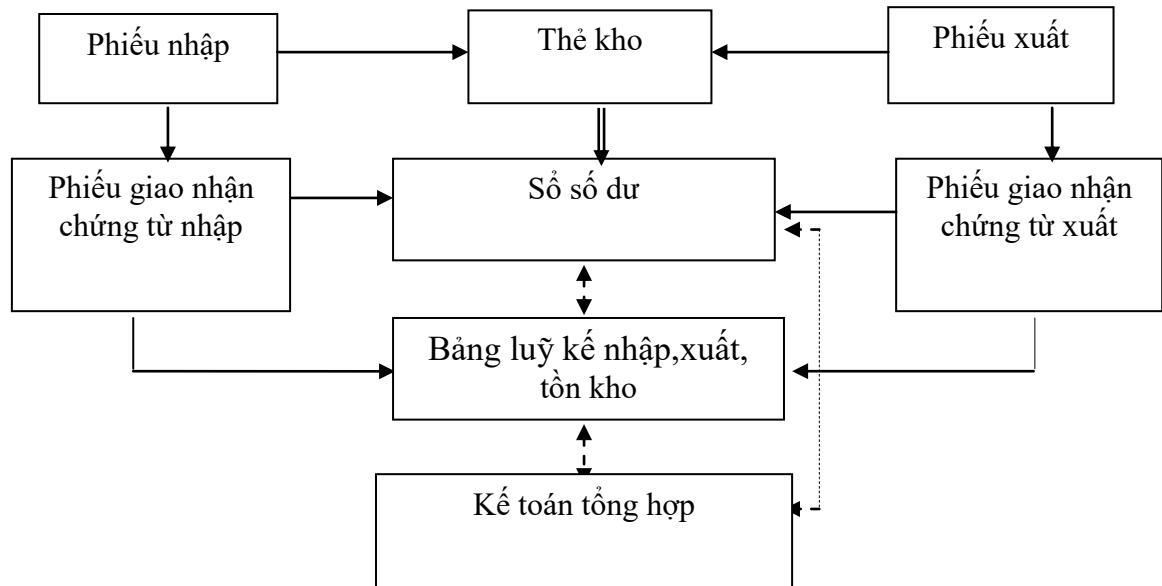 Phiếu nhập
Thẻ kho
Phiếu xuất
Phiếu giao nhận
chứng từ nhập
Sổ số dư
Phiếu giao nhận
chứng từ xuất
Bảng luỹ kế nhập,xuất,
tồn kho
Kế toán tổng hợp